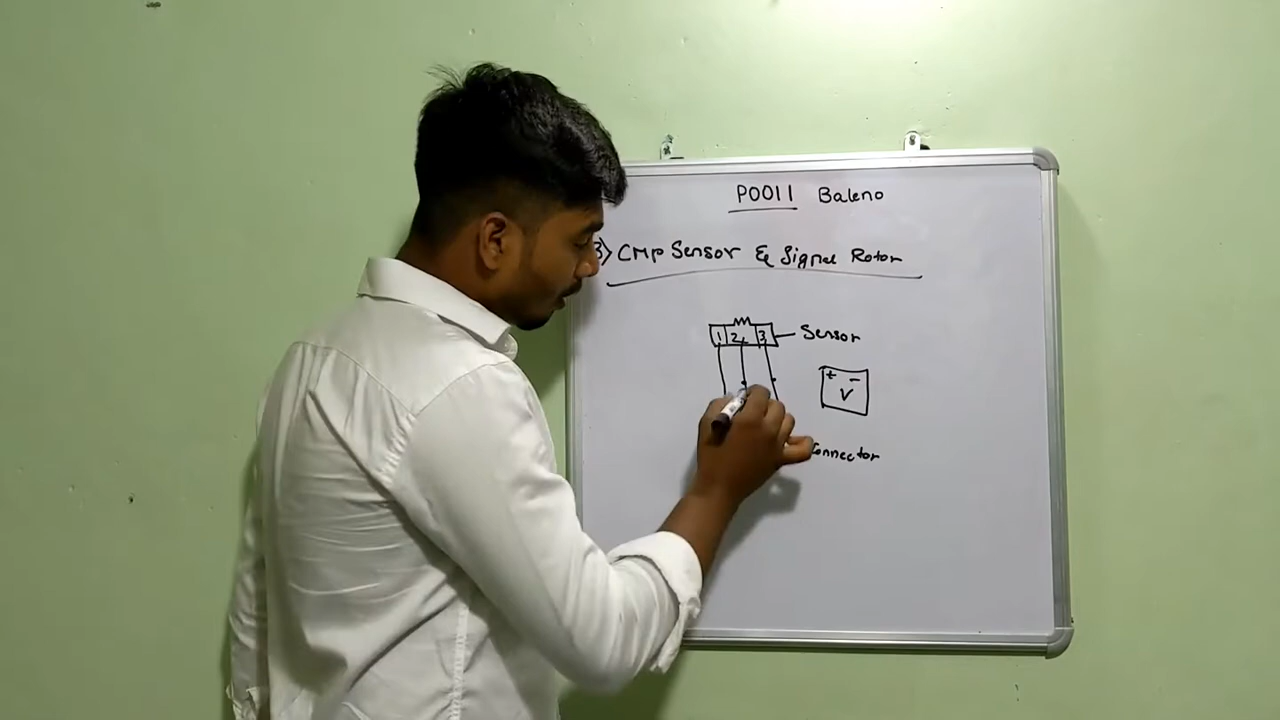 P0011 Baleno
3) CMP Sensor & Signal Rotor
1 2 3 Sensor
+ -
V
Connector